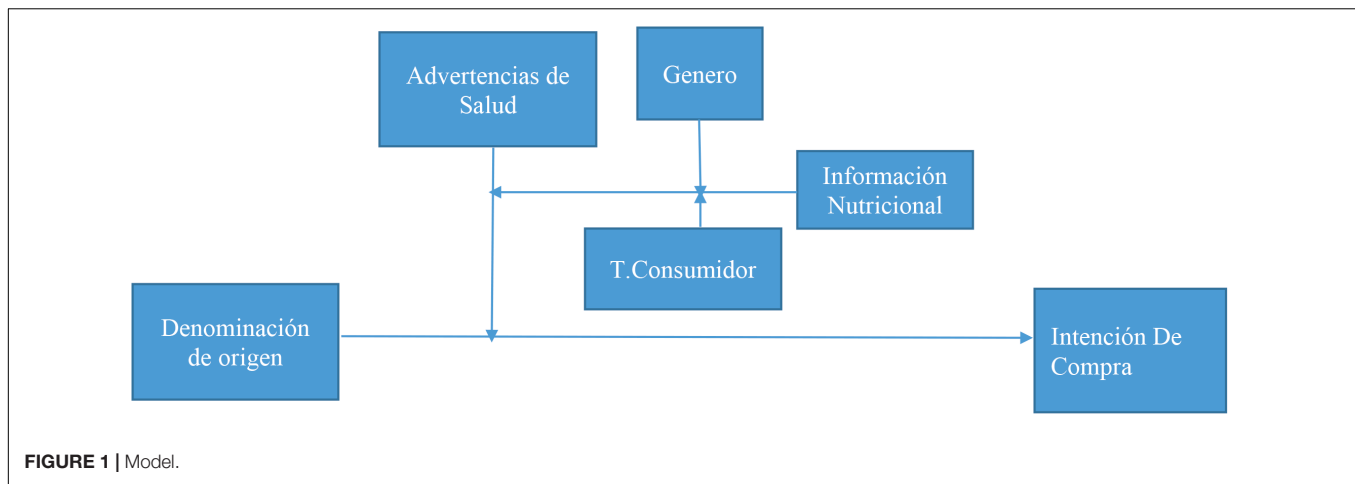 Advertencias de
Salud
Genero
Información
Nutricional
T.Consumidor
Denominación
de origen
Intención De
Compra
FIGURE 1 | Model.